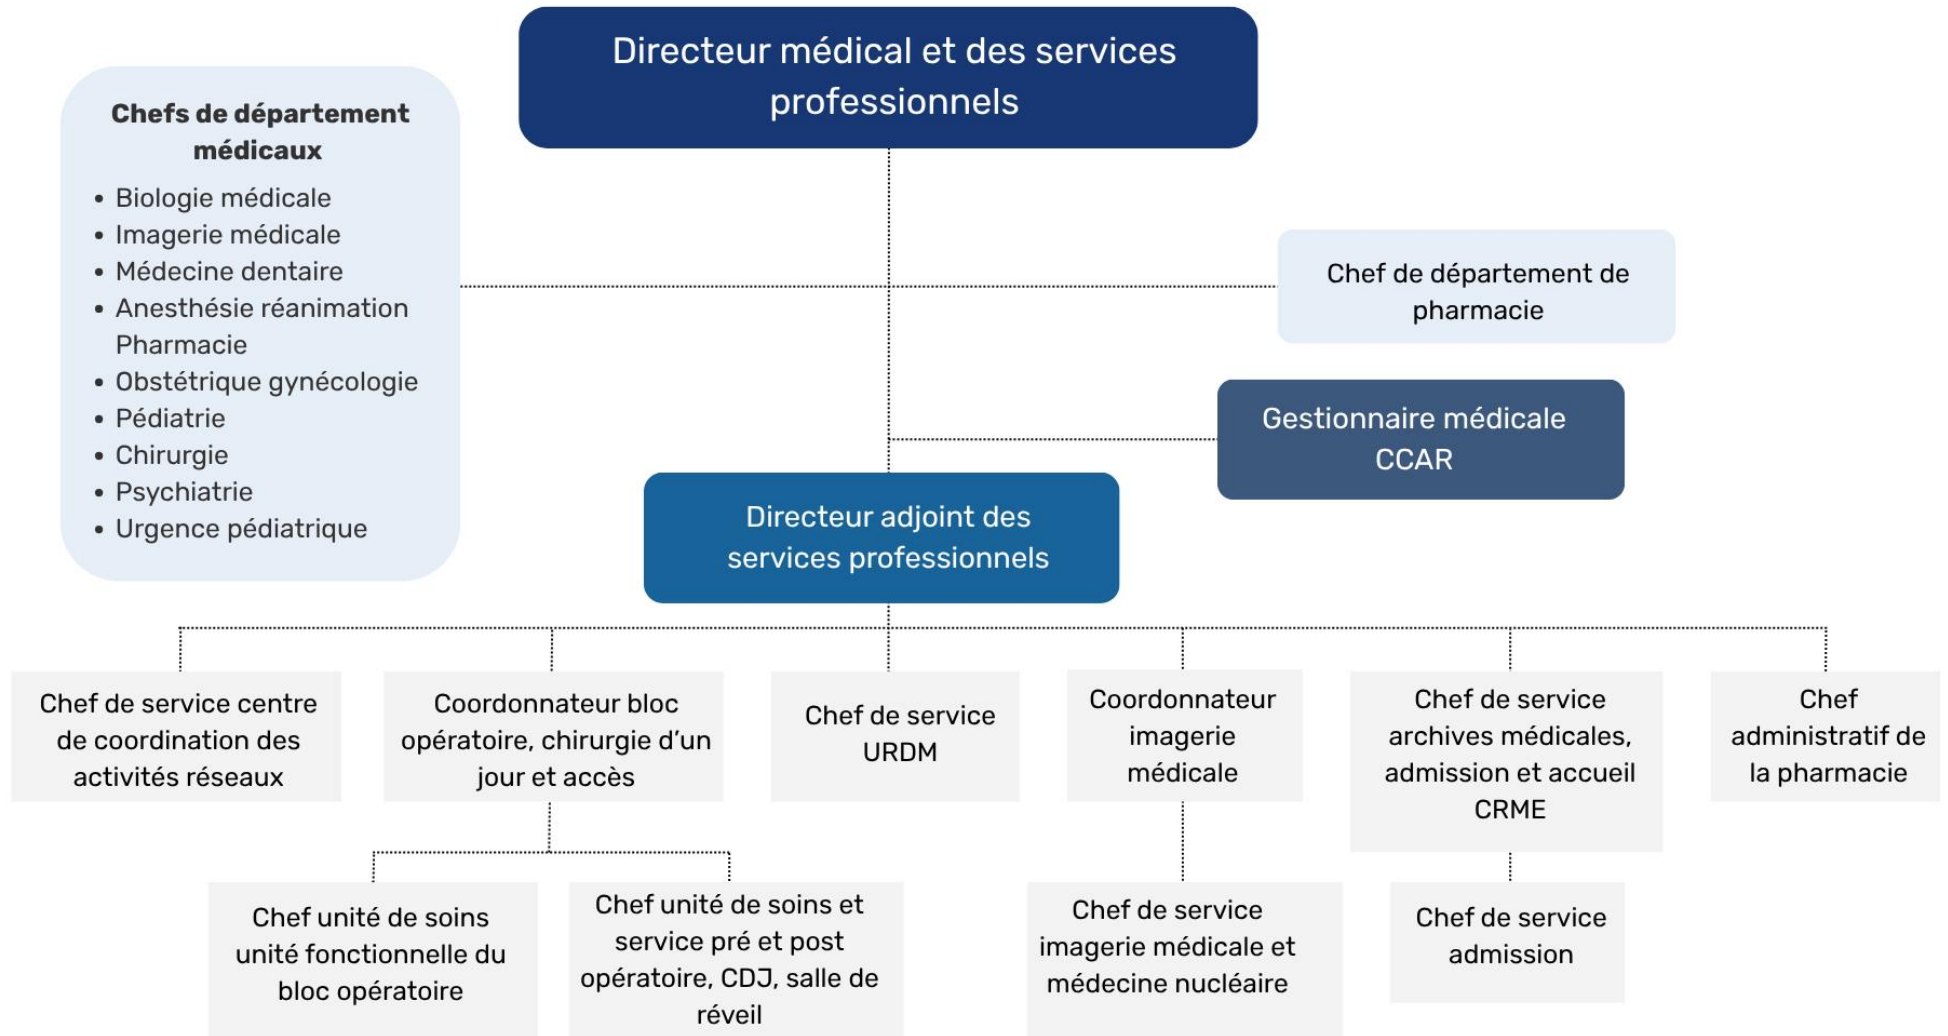 Directeur médical et des services
professionnels
Chefs de département
médicaux
• Biologie médicale
• Imagerie médicale
• Médecine dentaire
• Anesthésie réanimation
Pharmacie
• Obstétrique gynécologie
• Pédiatrie
• Chirurgie
• Psychiatrie
• Urgence pédiatrique
Chef de département de
pharmacie
Gestionnaire médicale
CCAR
Directeur adjoint des
services professionnels
Chef de service centre
de coordination des
activités réseaux
Coordonnateur bloc
opératoire, chirurgie d’un
jour et accès
Chef de service
URDM
Coordonnateur
imagerie
médicale
Chef de service
archives médicales,
admission et accueil
CRME
Chef
administratif de
la pharmacie
Chef unité de soins
unité fonctionnelle du
bloc opératoire
Chef unité de soins et
service pré et post
opératoire, CDJ, salle de
réveil
Chef de service
imagerie médicale et
médecine nucléaire
Chef de service
admission